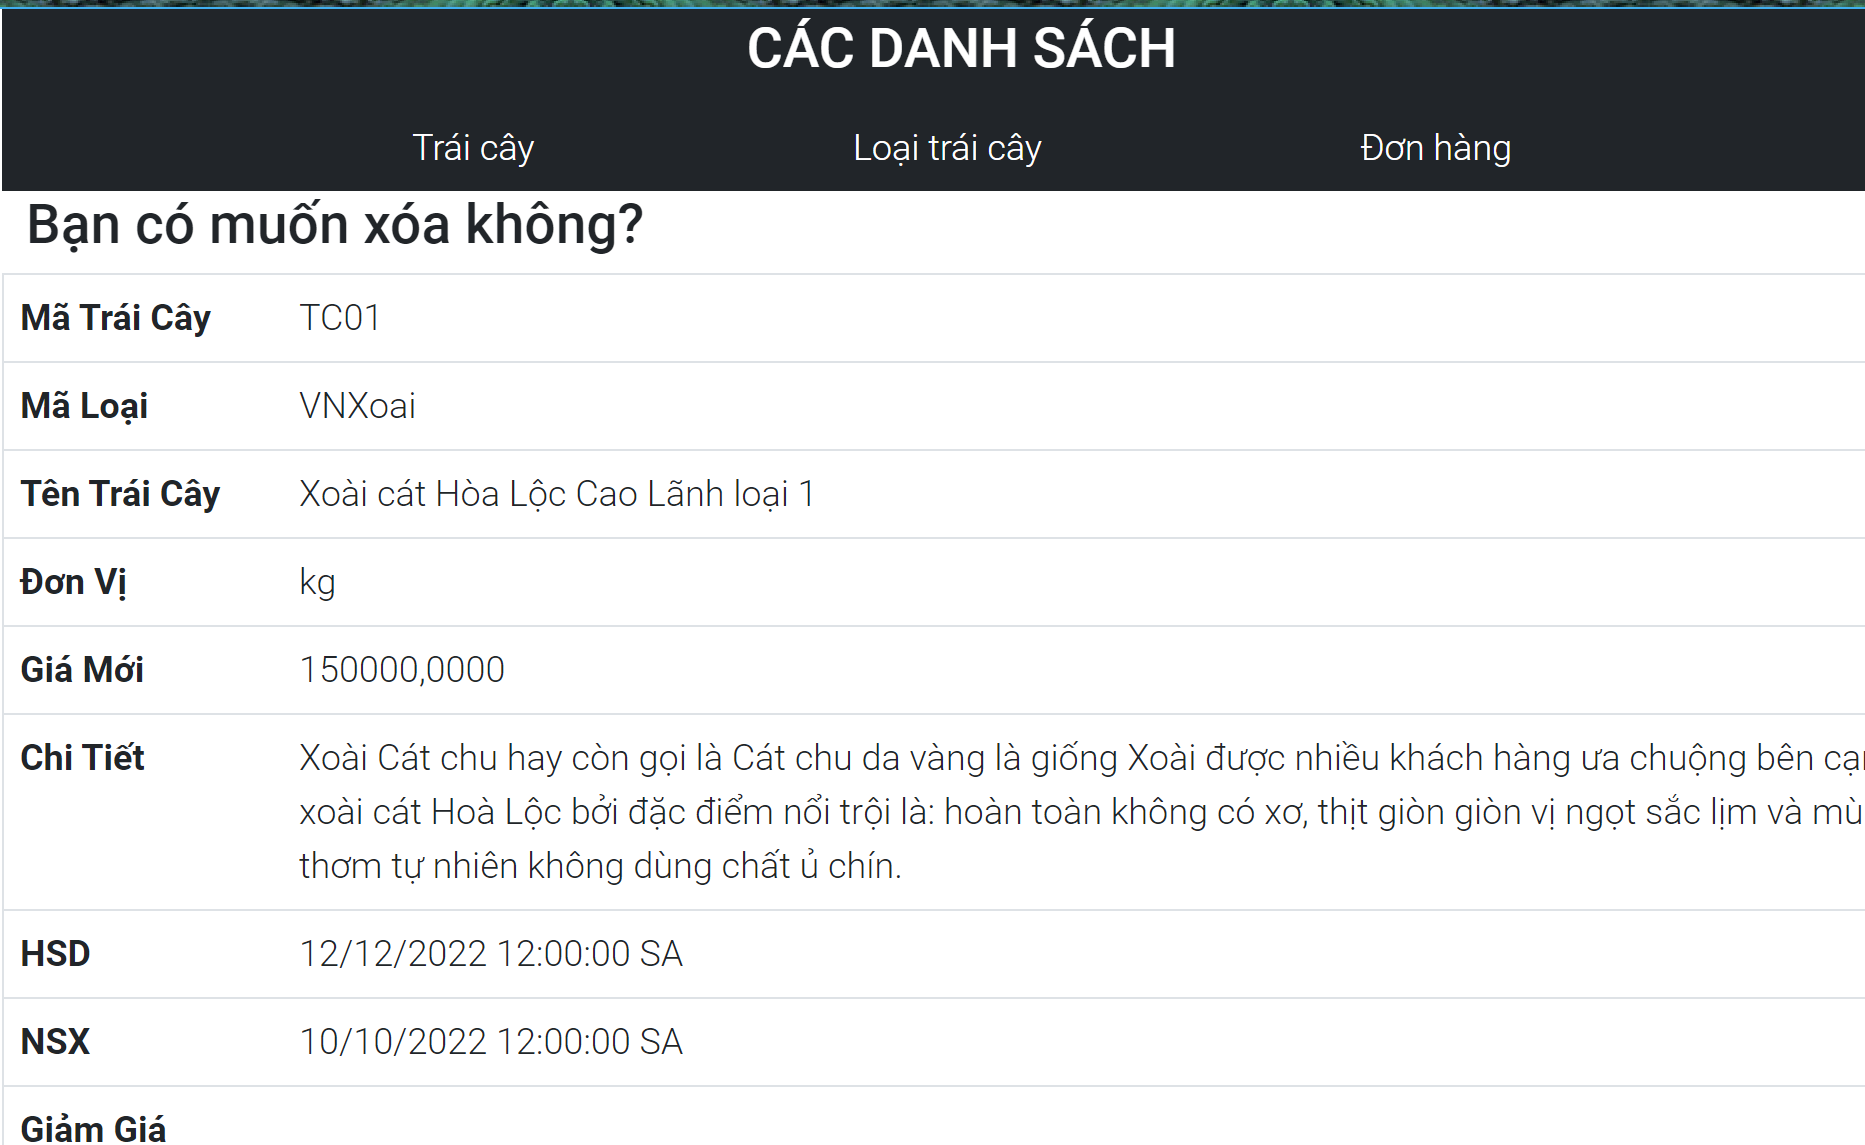 CÁC DANH SÁCH
Trái cây Loại trái cây Đơn hàng
Bạn có muốn xóa không?
Mã Trái Cây TC01
Mã Loại VNXoai
Tên Trái Cây Xoài cát Hòa Lộc Cao Lãnh loại 1
Đơn Vị kg
Giá Mới 150000,0000
Chi Tiết Xoài Cát chu hay còn gọi là Cát chu da vàng là giống Xoài được nhiều khách hàng ưa chuộng bên
xoài cát Hoà Lộc bởi đặc điểm nổi trội là: hoàn toàn không có xơ, thịt giòn giòn vị ngọt sắc lịm và
thơm tự nhiên không dùng chất ủ chín.
HSD 12/12/2022 12:00:00 SA
NSX 10/10/2022 12:00:00 SA
Giảm Giá